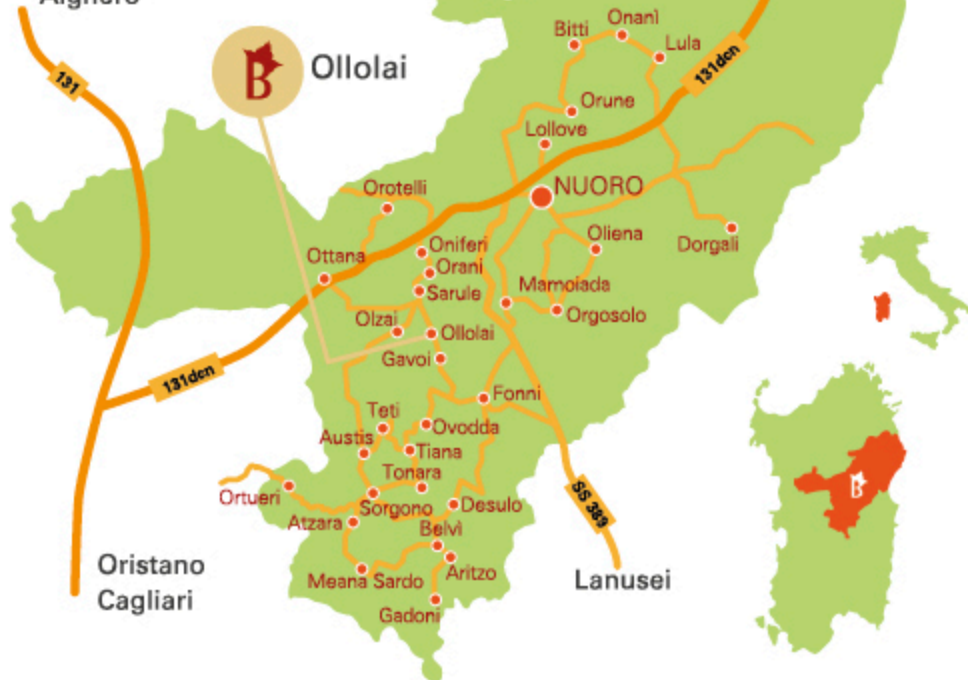 Alghero
131
B
Ollolai
Bitti
Onanì
Lula
131dcn
Orune
Lollove
NUORO
Orotelli
Oniferi
Orani
Sarule
Ottana
Oliena
Dorgali
Mamoiada
Orgosolo
Olzai
Ollolai
Gavoi
131dcn
Fonni
Teti
Ovodda
Austis
Tiana
Tonara
Ortueri
Sorgono
Desulo
SS 389
Atzara
Belvì
Meana Sardo
Aritzo
Gadoni
Oristano
Cagliari
Lanusei
B